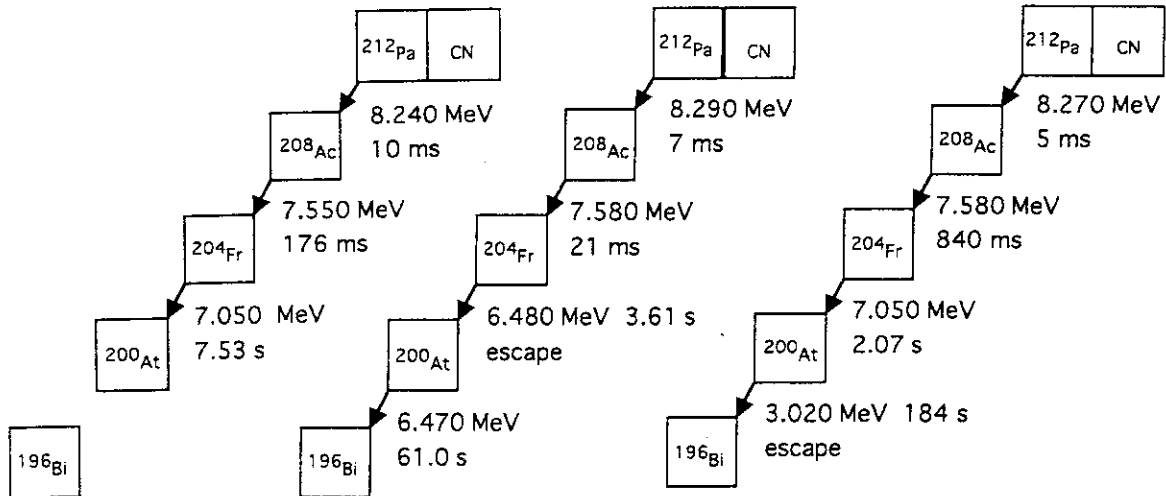 ²¹²Pa CN
8.240 MeV
10 ms
²⁰⁸Ac
7.550 MeV
176 ms
²⁰⁴Fr
7.050 MeV
7.53 s
²⁰⁰At
¹⁹⁶Bi
²¹²Pa CN
8.290 MeV
7 ms
²⁰⁸Ac
7.580 MeV
21 ms
²⁰⁴Fr
6.480 MeV 3.61 s
escape
²⁰⁰At
6.470 MeV
61.0 s
¹⁹⁶Bi
²¹²Pa CN
8.270 MeV
5 ms
²⁰⁸Ac
7.580 MeV
840 ms
²⁰⁴Fr
7.050 MeV
2.07 s
²⁰⁰At
3.020 MeV 184 s
escape
¹⁹⁶Bi